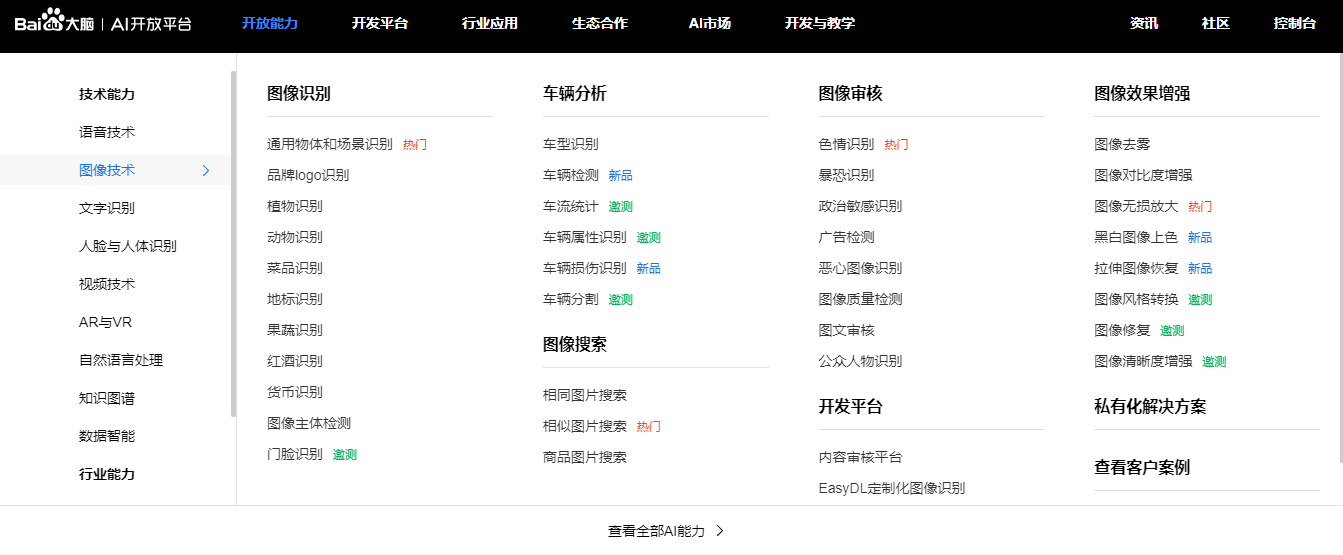 Bai du 大脑 | AI开放平台 开放能力 开发平台 行业应用 生态合作 AI市场 开发与教学 资讯 社区 控制台
技术能力
语音技术
图像技术
文字识别
人脸与人体识别
视频技术
AR与VR
自然语言处理
知识图谱
数据智能
行业能力
图像识别
通用物体和场景识别 热门
品牌logo识别
植物识别
动物识别
菜品识别
地标识别
果蔬识别
红酒识别
货币识别
图像主体检测
门脸识别 邀测
车辆分析
车型识别
车辆检测 新品
车流统计 邀测
车辆属性识别 邀测
车辆损伤识别 新品
车辆分割 邀测
图像搜索
相同图片搜索
相似图片搜索 热门
商品图片搜索
图像审核
色情识别 热门
暴恐识别
政治敏感识别
广告检测
恶心图像识别
图像质量检测
图文审核
公众人物识别
开发平台
内容审核平台
EasyDL定制化图像识别
图像效果增强
图像去雾
图像对比度增强
图像无损放大 热门
黑白图像上色 新品
拉伸图像恢复 新品
图像风格转换 邀测
图像修复 邀测
图像清晰度增强 邀测
私有化解决方案
查看客户案例
查看全部AI能力